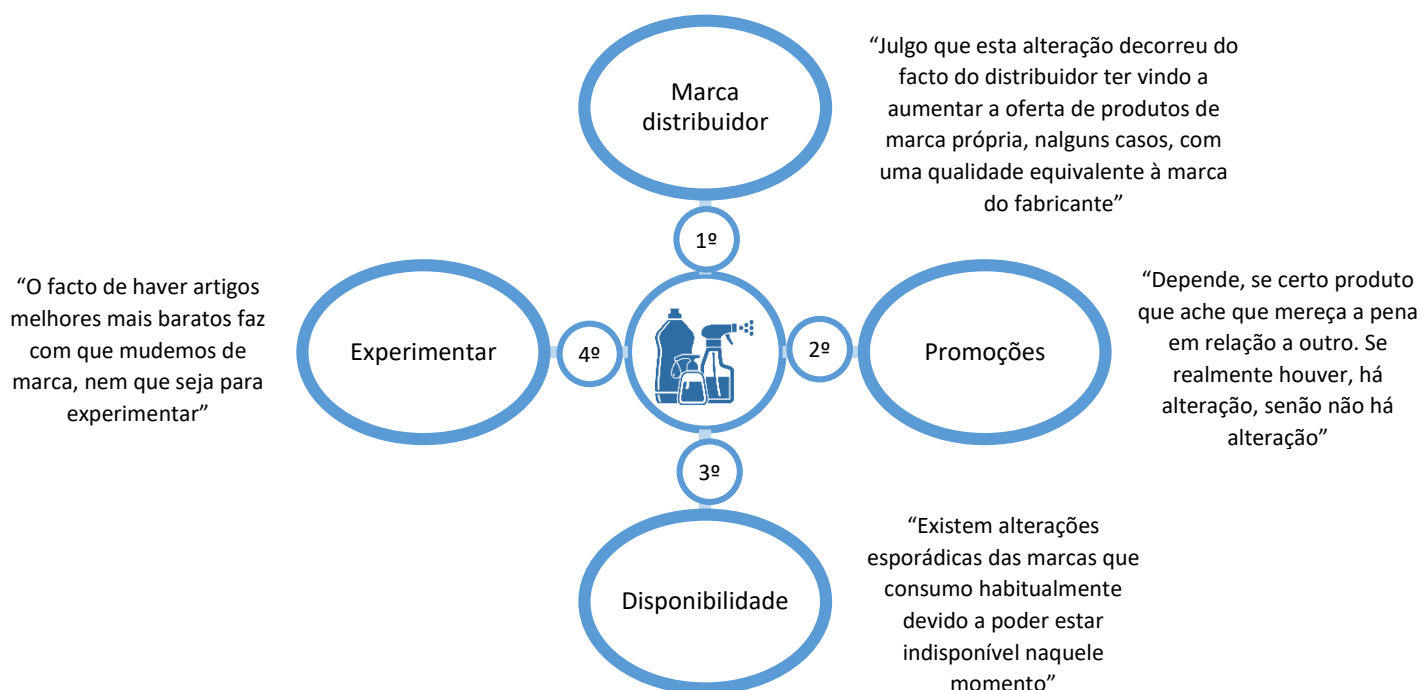 Marca
distribuidor
“Julgo que esta alteração decorreu do
facto do distribuidor ter vindo a
aumentar a oferta de produtos de
marca própria, nalguns casos, com
uma qualidade equivalente à marca
do fabricante”
1º
“O facto de haver artigos
melhores mais baratos faz
com que mudemos de
marca, nem que seja para
experimentar”
Experimentar
4º
2º
Promoções
“Depende, se certo produto
que ache que mereça a pena
em relação a outro. Se
realmente houver, há
alteração, senão não há
alteração”
3º
Disponibilidade
“Existem alterações
esporádicas das marcas que
consumo habitualmente
devido a poder estar
indisponível naquele
momento”